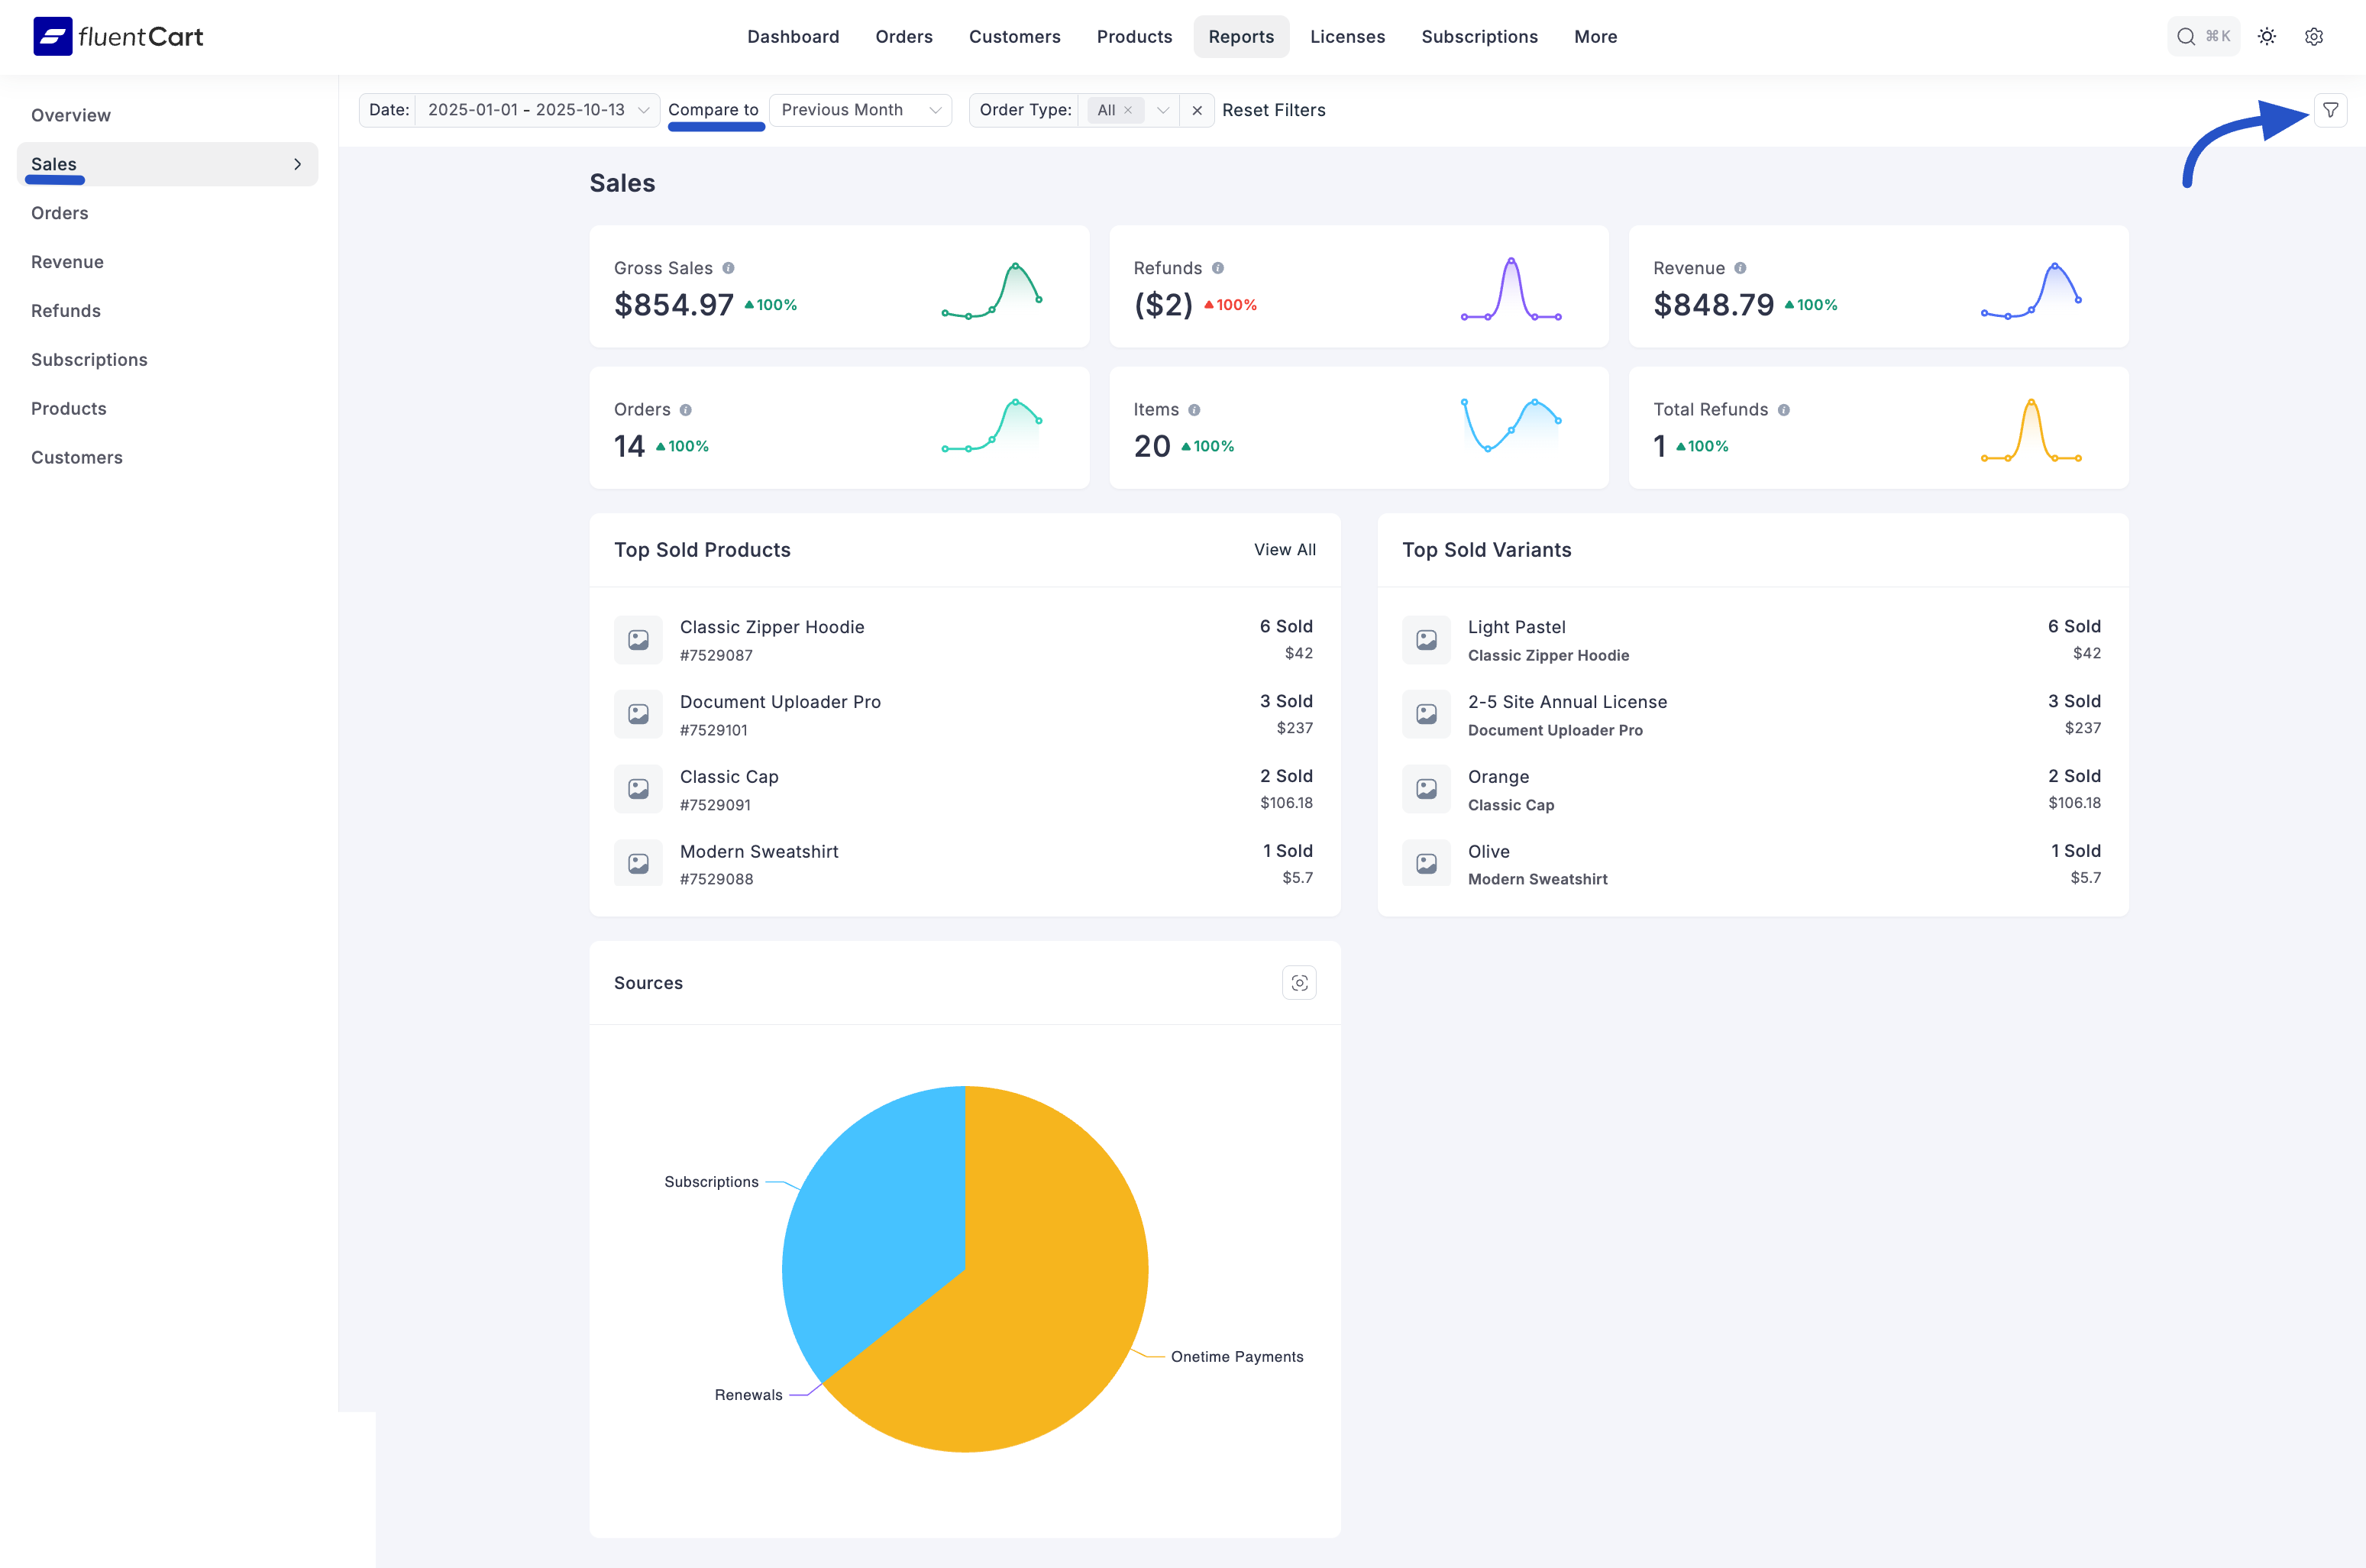 fluentCart
Dashboard Orders Customers Products Reports Licenses Subscriptions More
⌘K
Overview
Sales
Orders
Revenue
Refunds
Subscriptions
Products
Customers
Date: 2025-01-01 - 2025-10-13 Compare to Previous Month Order Type: All × × Reset Filters
Sales
Gross Sales
$854.97 100%
Refunds
($2) 100%
Revenue
$848.79 100%
Orders
14 100%
Items
20 100%
Total Refunds
1 100%
Top Sold Products View All
Classic Zipper Hoodie 6 Sold
#7529087 $42
Document Uploader Pro 3 Sold
#7529101 $237
Classic Cap 2 Sold
#7529091 $106.18
Modern Sweatshirt 1 Sold
#7529088 $5.7
Top Sold Variants
Light Pastel 6 Sold
Classic Zipper Hoodie $42
2-5 Site Annual License 3 Sold
Document Uploader Pro $237
Orange 2 Sold
Classic Cap $106.18
Olive 1 Sold
Modern Sweatshirt $5.7
Sources
Subscriptions
Onetime Payments
Renewals